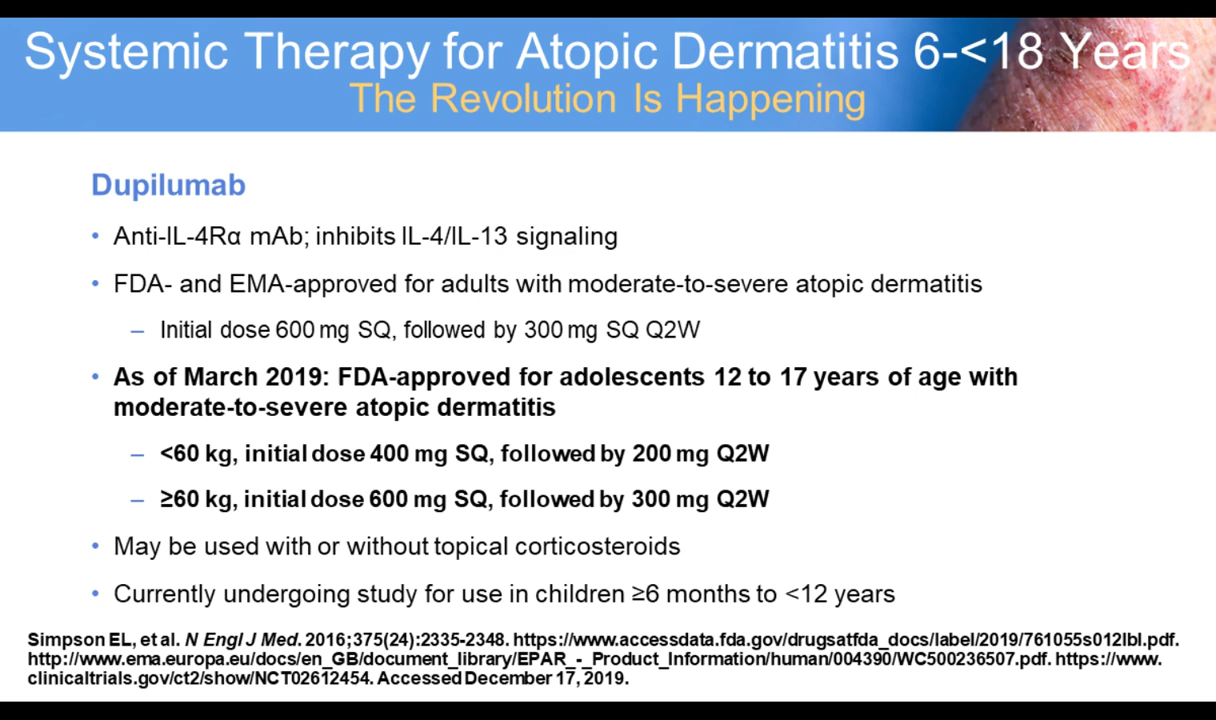 Systemic Therapy for Atopic Dermatitis 6-<18 Years
The Revolution Is Happening
Dupilumab
• Anti-IL-4Rα mAb; inhibits IL-4/IL-13 signaling
• FDA- and EMA-approved for adults with moderate-to-severe atopic dermatitis
– Initial dose 600 mg SQ, followed by 300 mg SQ Q2W
• As of March 2019: FDA-approved for adolescents 12 to 17 years of age with
moderate-to-severe atopic dermatitis
– <60 kg, initial dose 400 mg SQ, followed by 200 mg Q2W
– ≥60 kg, initial dose 600 mg SQ, followed by 300 mg Q2W
• May be used with or without topical corticosteroids
• Currently undergoing study for use in children ≥6 months to <12 years
Simpson EL, et al. N Engl J Med. 2016;375(24):2335-2348. https://www.accessdata.fda.gov/drugsatfda_docs/label/2019/761055s012lbl.pdf.
http://www.ema.europa.eu/docs/en_GB/document_library/EPAR_-_Product_Information/human/004390/WC500236507.pdf. https://www.
clinicaltrials.gov/ct2/show/NCT02612454. Accessed December 17, 2019.